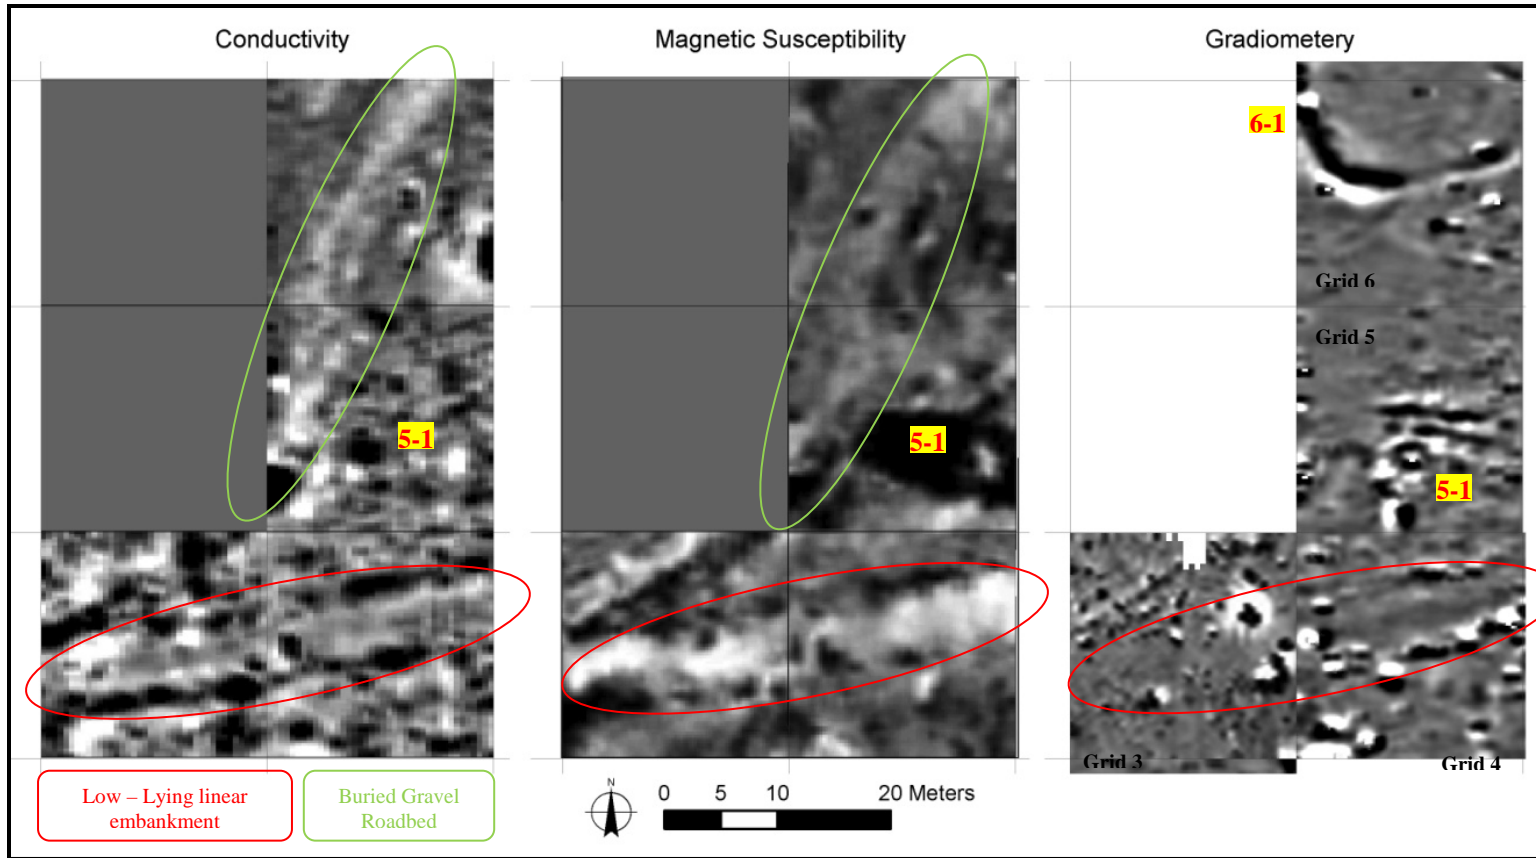 Conductivity
Magnetic Susceptibility
Gradiometery
6-1
Grid 6
Grid 5
5-1
5-1
5-1
Grid 3
Grid 4
Low – Lying linear
embankment
Buried Gravel
Roadbed
N
0 5 10 20 Meters